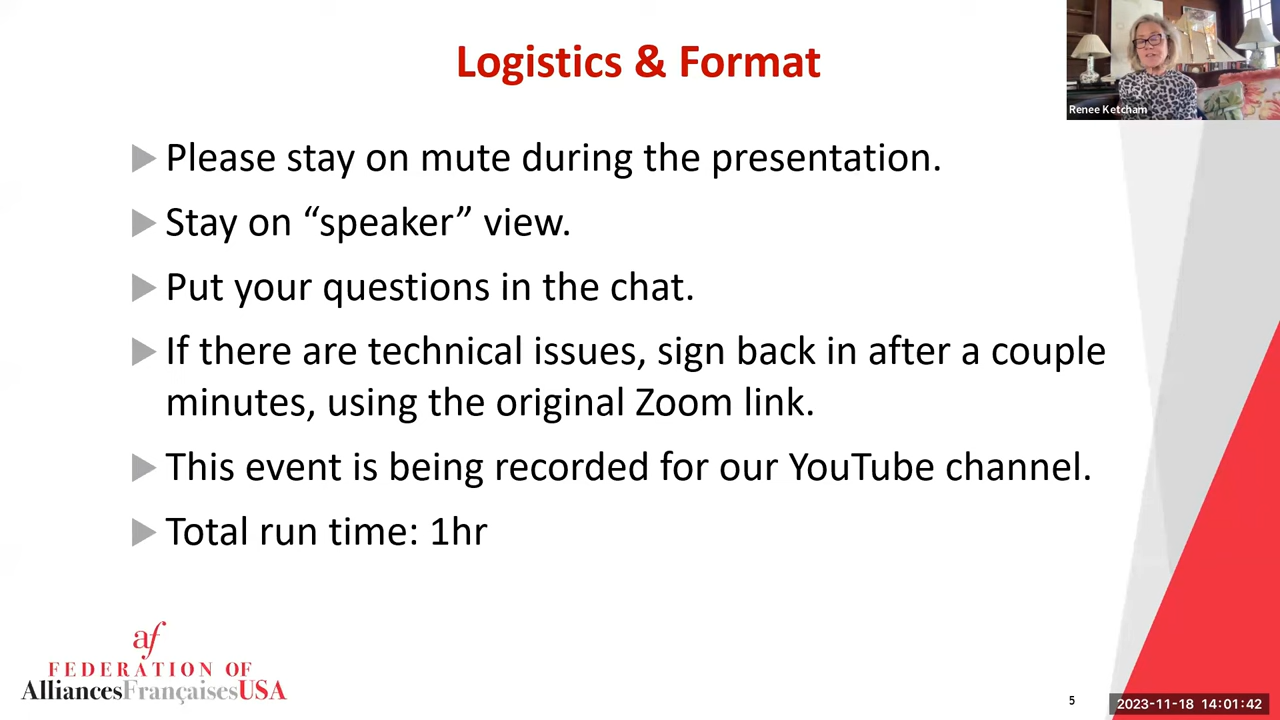 Logistics & Format
Renee Ketcham
Please stay on mute during the presentation.
Stay on “speaker” view.
Put your questions in the chat.
If there are technical issues, sign back in after a couple
minutes, using the original Zoom link.
This event is being recorded for our YouTube channel.
Total run time: 1hr
af
FEDERATION OF
AlliancesFrançaisesUSA
5
2023-11-18 14:01:42